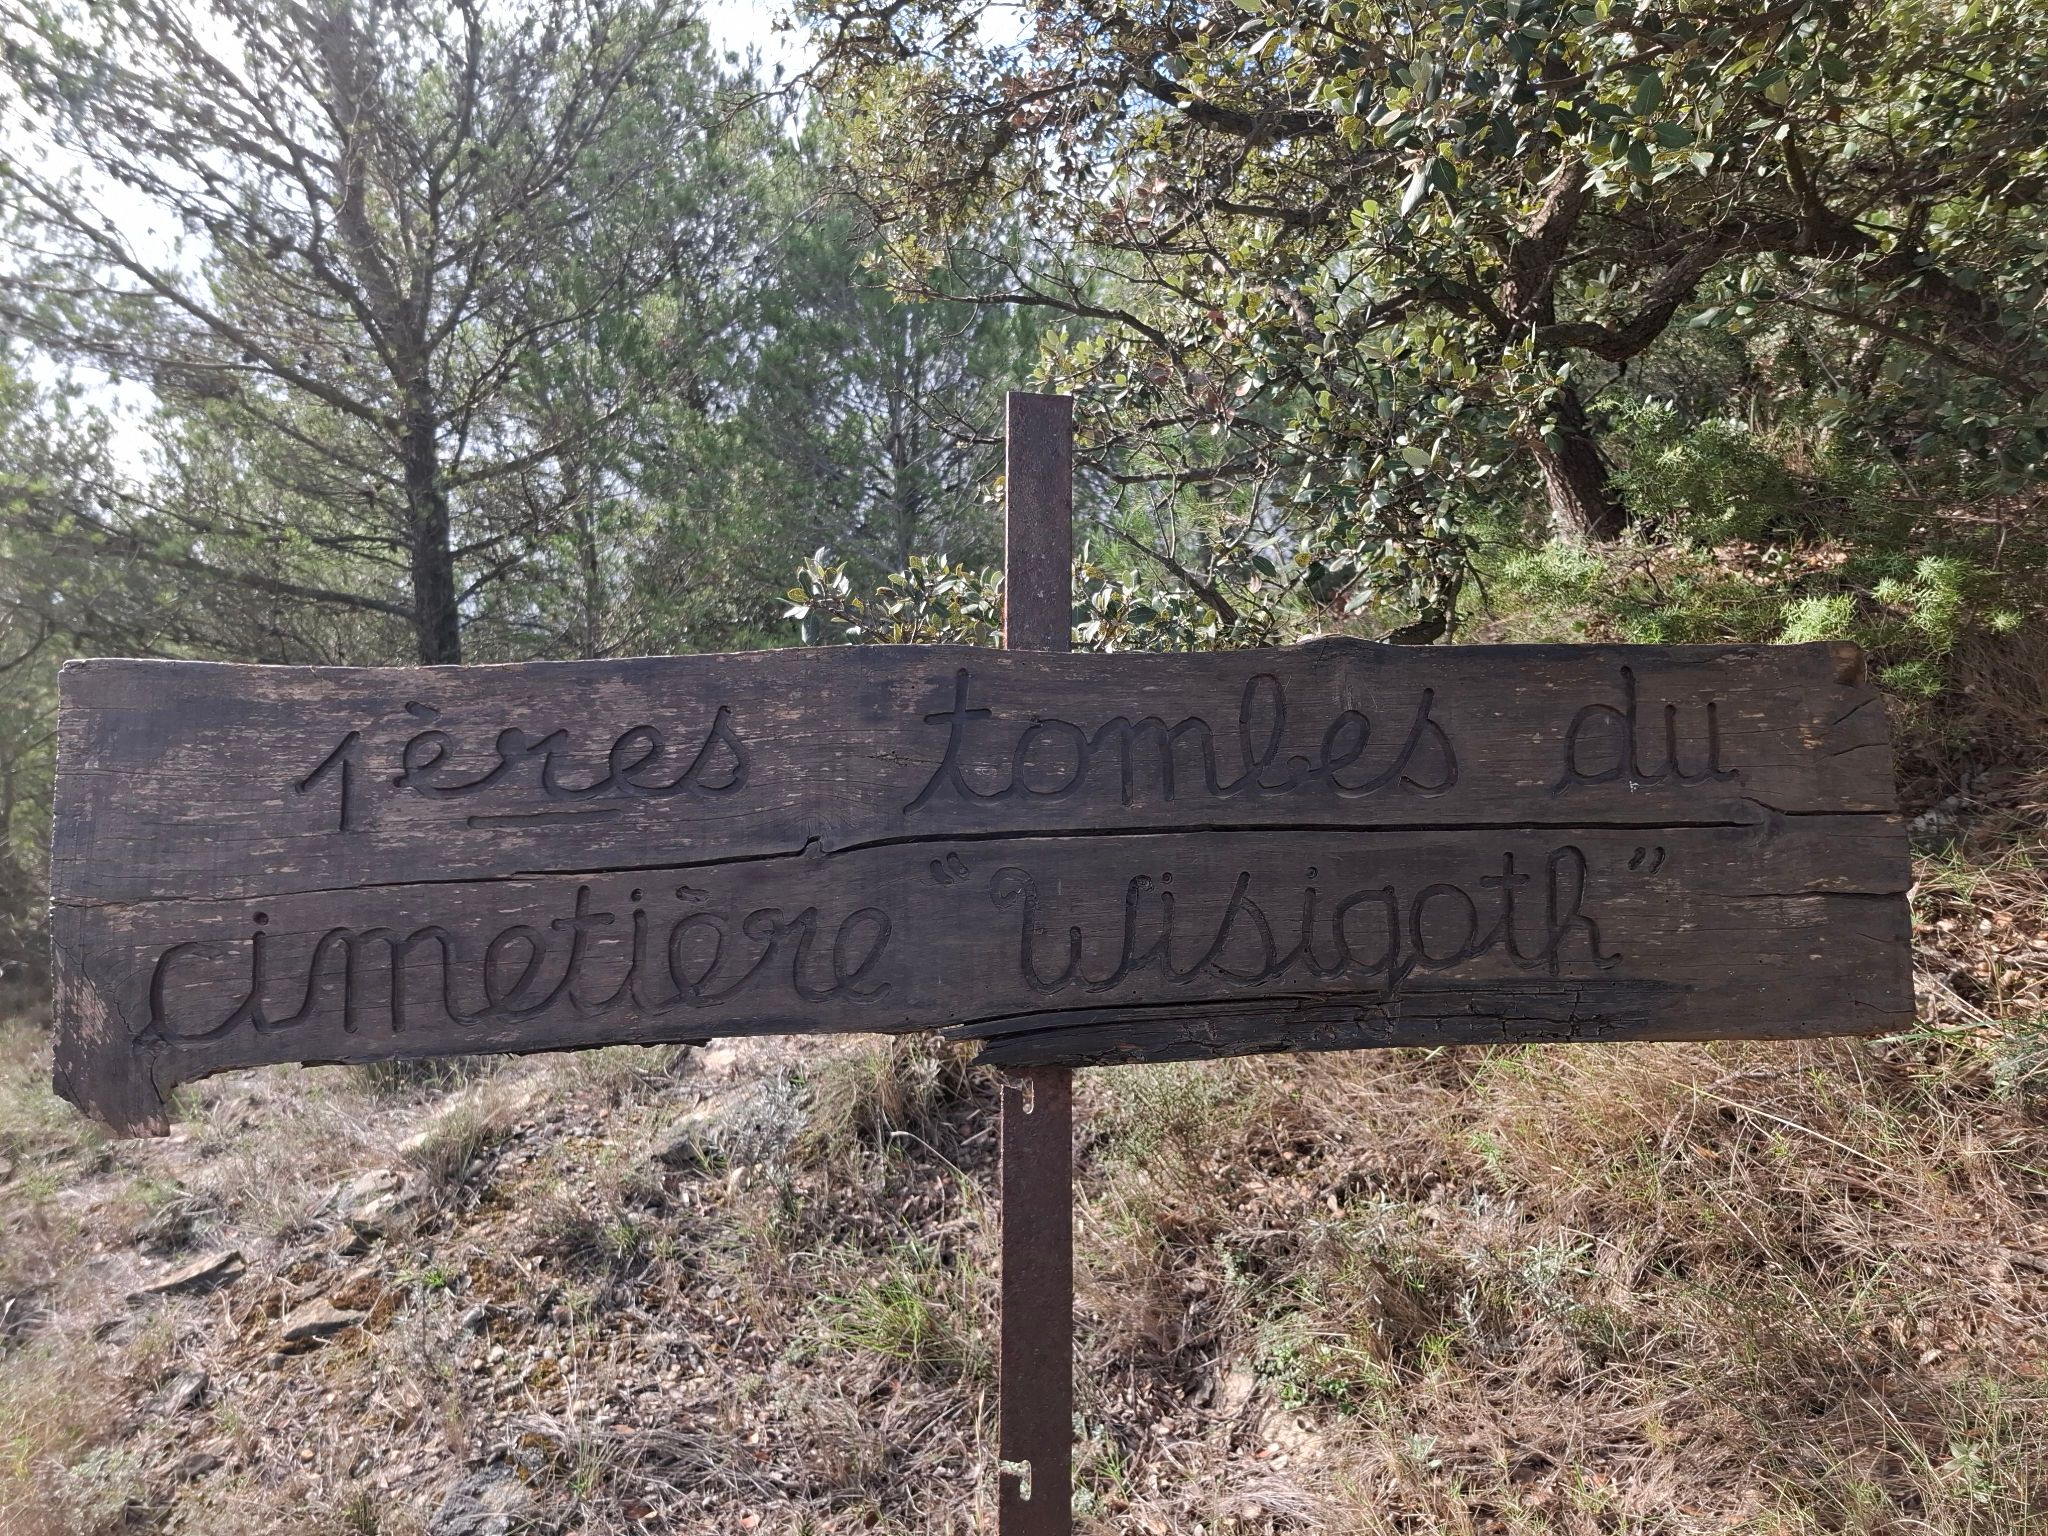 1ères tombes du
cimetière "Wisigoth"